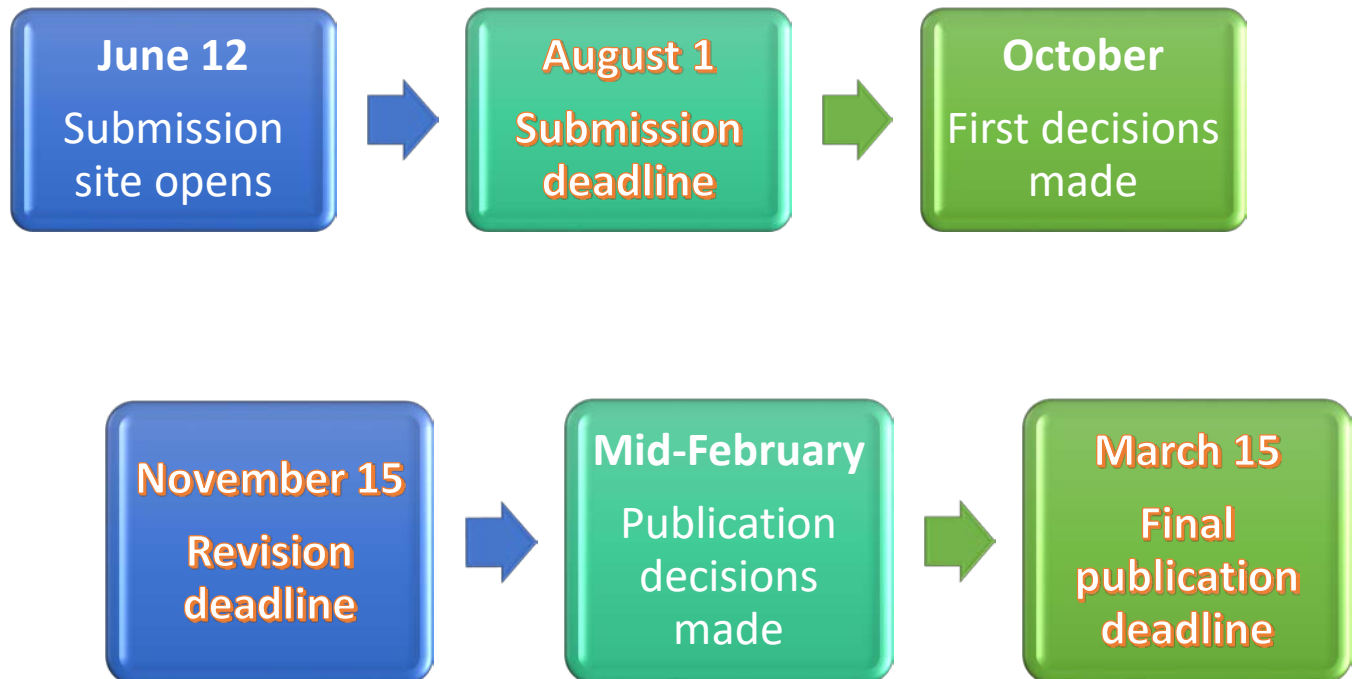 June 12
Submission
site opens
August 1
Submission
deadline
October
First decisions
made
November 15
Revision
deadline
Mid-February
Publication
decisions
made
March 15
Final
publication
deadline